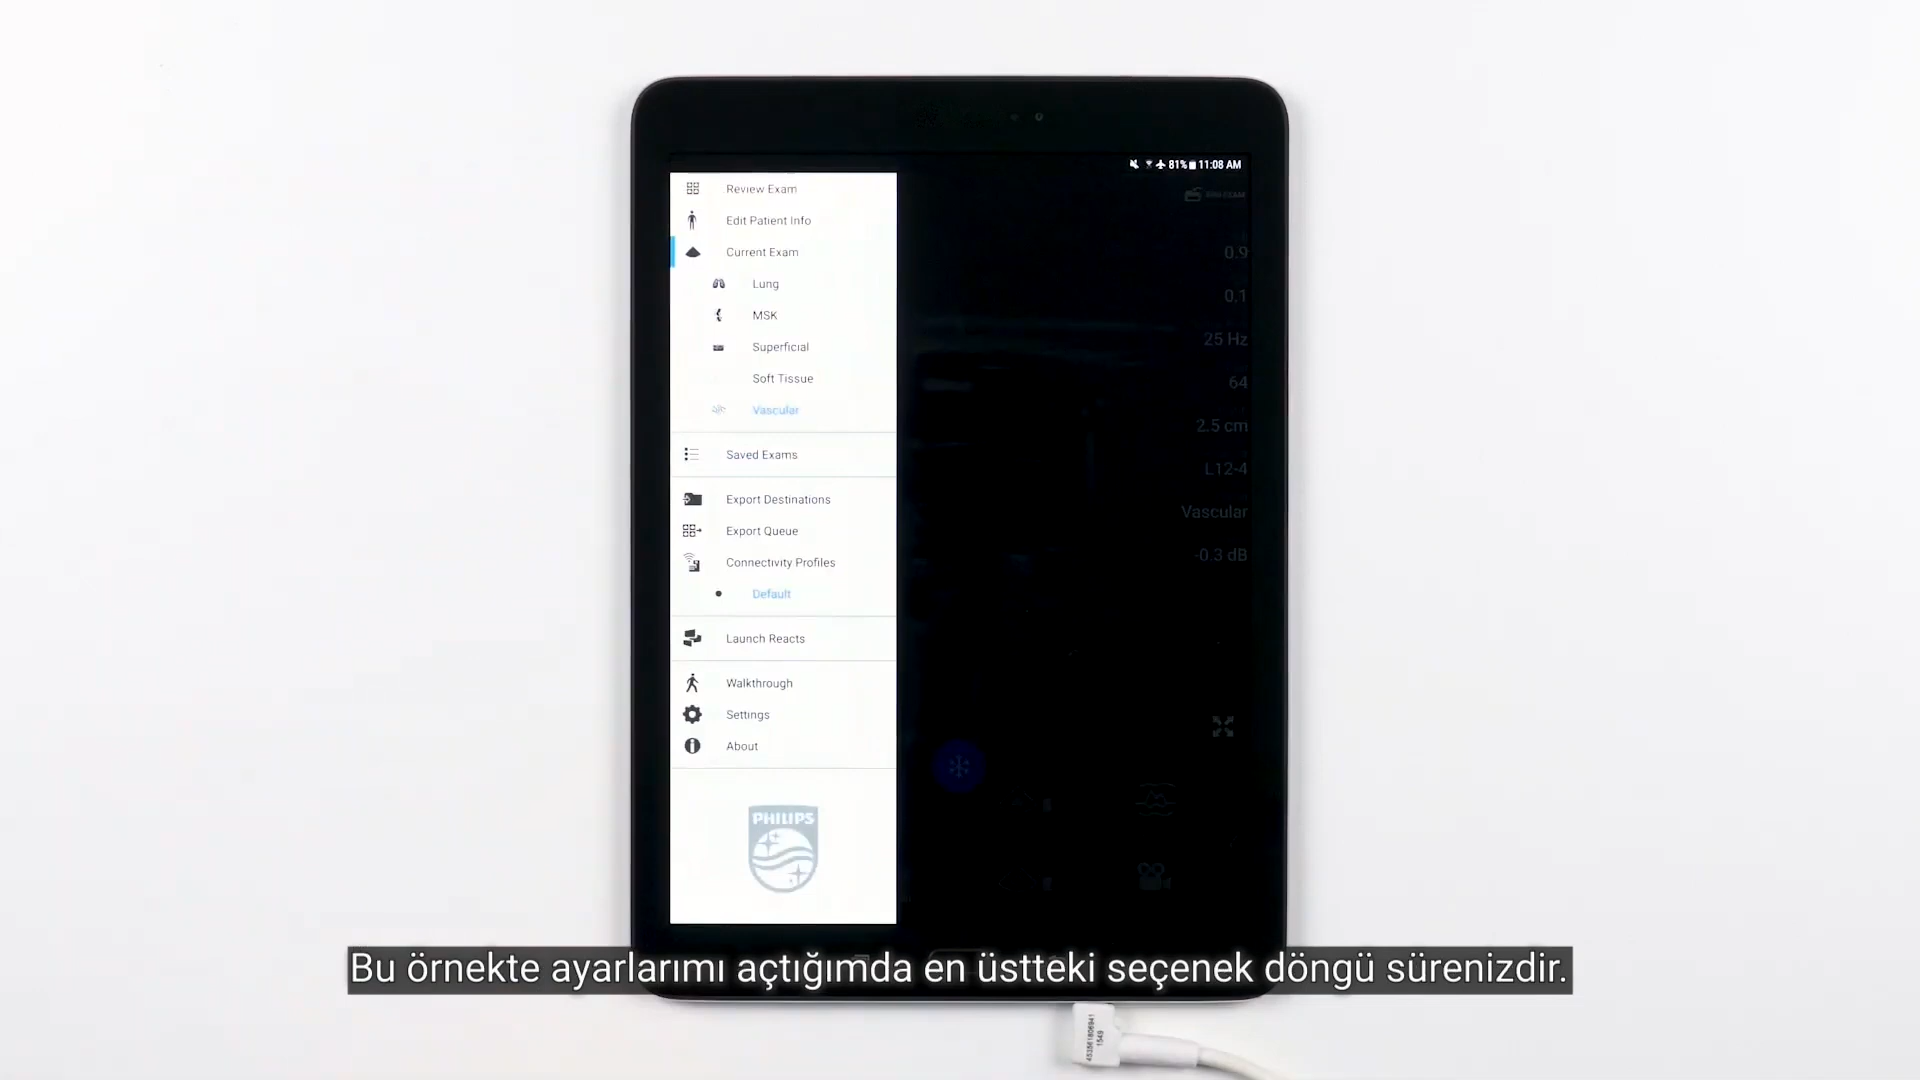 81% 11:08 AM
Review Exam
Edit Patient Info
Current Exam
Lung
MSK
Superficial
Soft Tissue
Vascular
Saved Exams
Export Destinations
Export Queue
Connectivity Profiles
Default
Launch Reacts
Walkthrough
Settings
About
PHILIPS
END EXAM
0.9
0.1
25 Hz
64
2.5 cm
L12-4
Vascular
-0.3 dB
Bu örnekte ayarlarımı açtığımda en üstteki seçenek döngü sürenizdir.